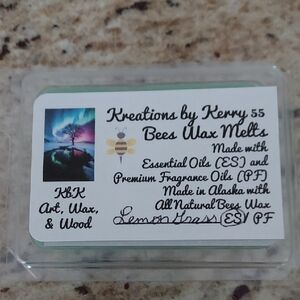 Kreations by Kerry 55
Bees Wax Melts
Made with
Essential Oils (ES) and
Premium Fragrance Oils (PF)
Made in Alaska with
All Natural Bees Wax
Lemon Grass (ES) PF
K&K
Art, Wax,
& Wood